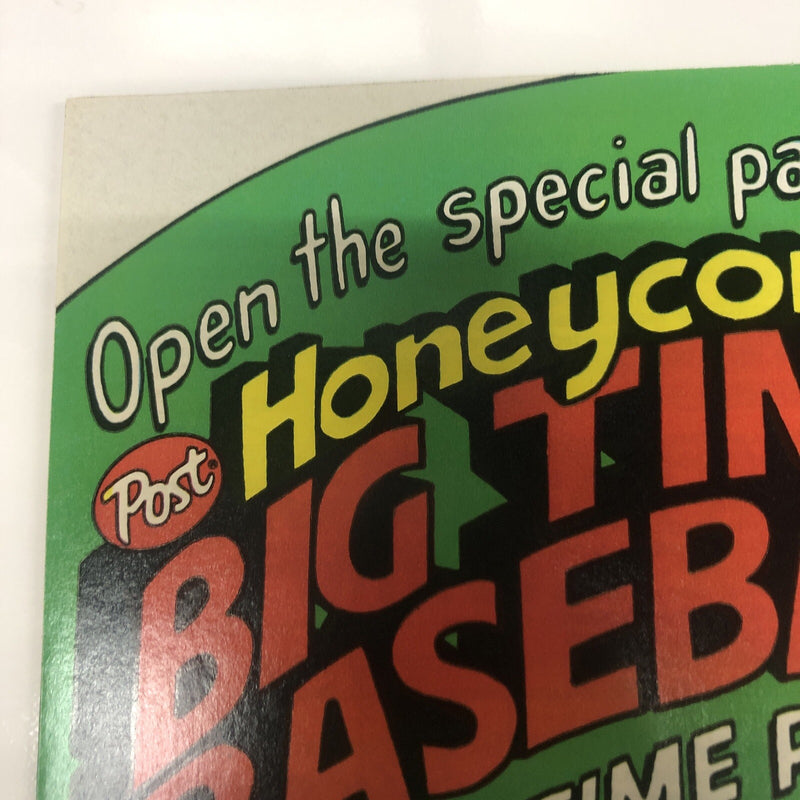 Open the special pa
Honeycom
Post®
BIG TIM
BASEBA
TIME P